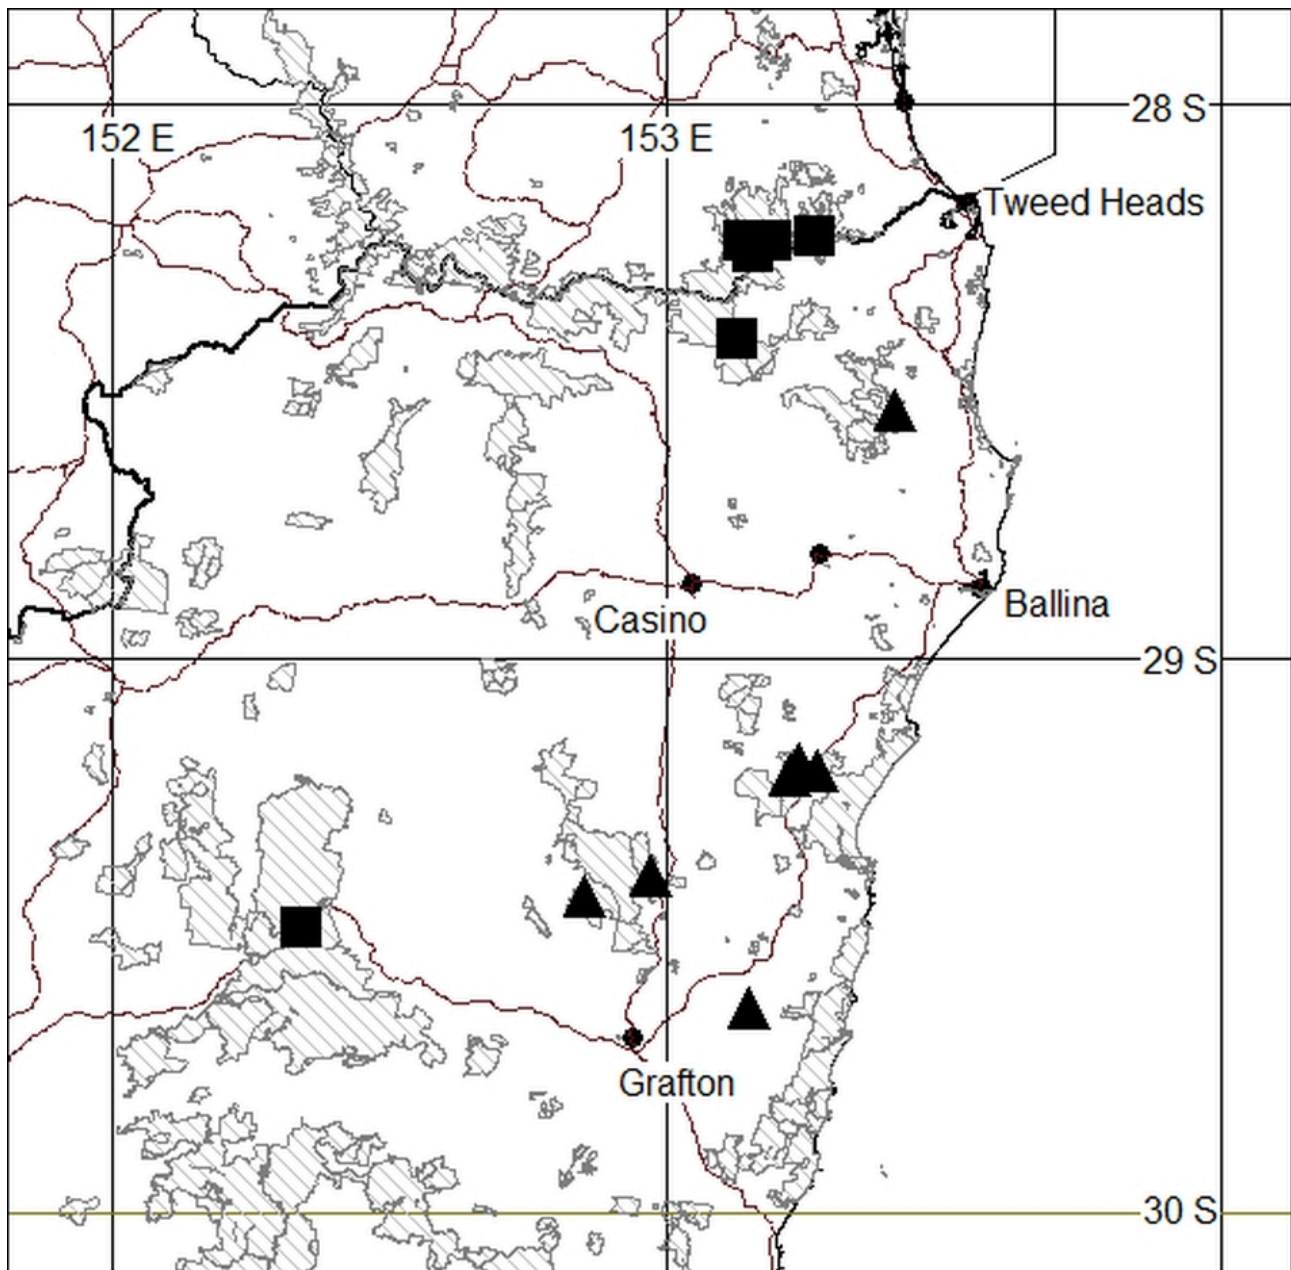 28 S
152 E
153 E
Tweed Heads
Casino
Ballina
29 S
Grafton
30 S